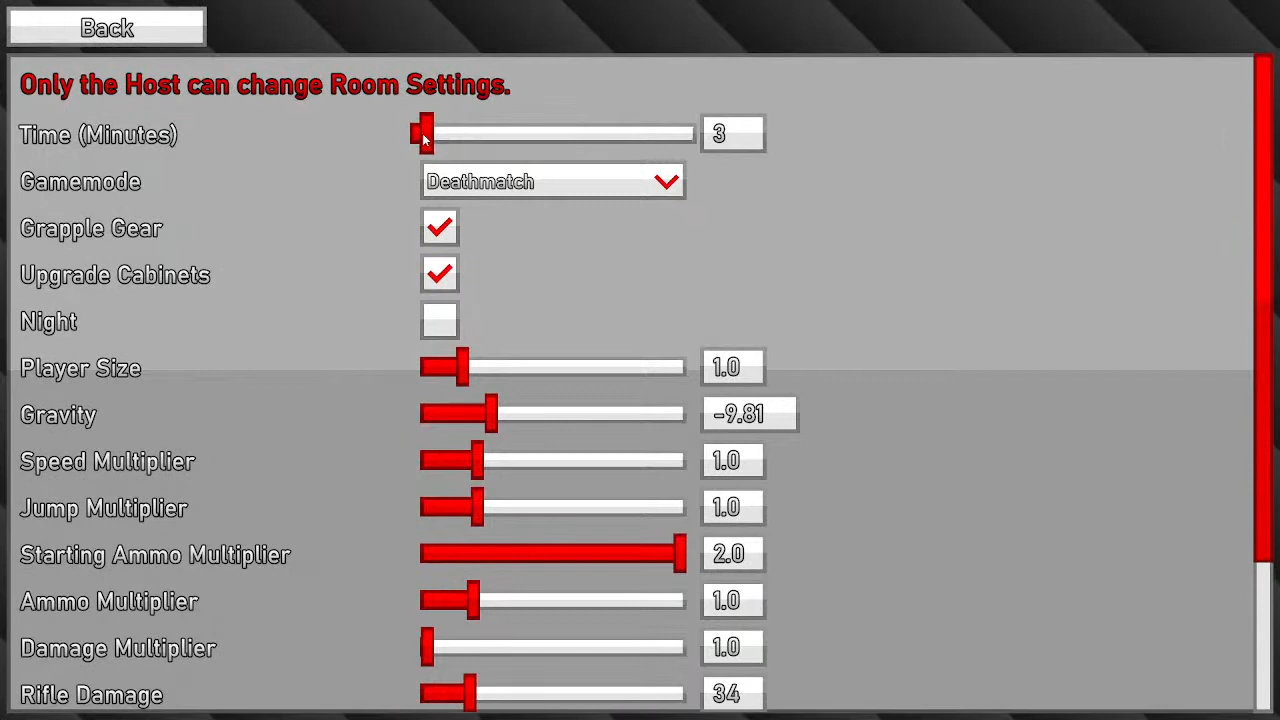 Back
Only the Host can change Room Settings.
Time (Minutes) 3
Gamemode Deathmatch
Grapple Gear
Upgrade Cabinets
Night
Player Size 1.0
Gravity -9.81
Speed Multiplier 1.0
Jump Multiplier 1.0
Starting Ammo Multiplier 2.0
Ammo Multiplier 1.0
Damage Multiplier 1.0
Rifle Damage 34